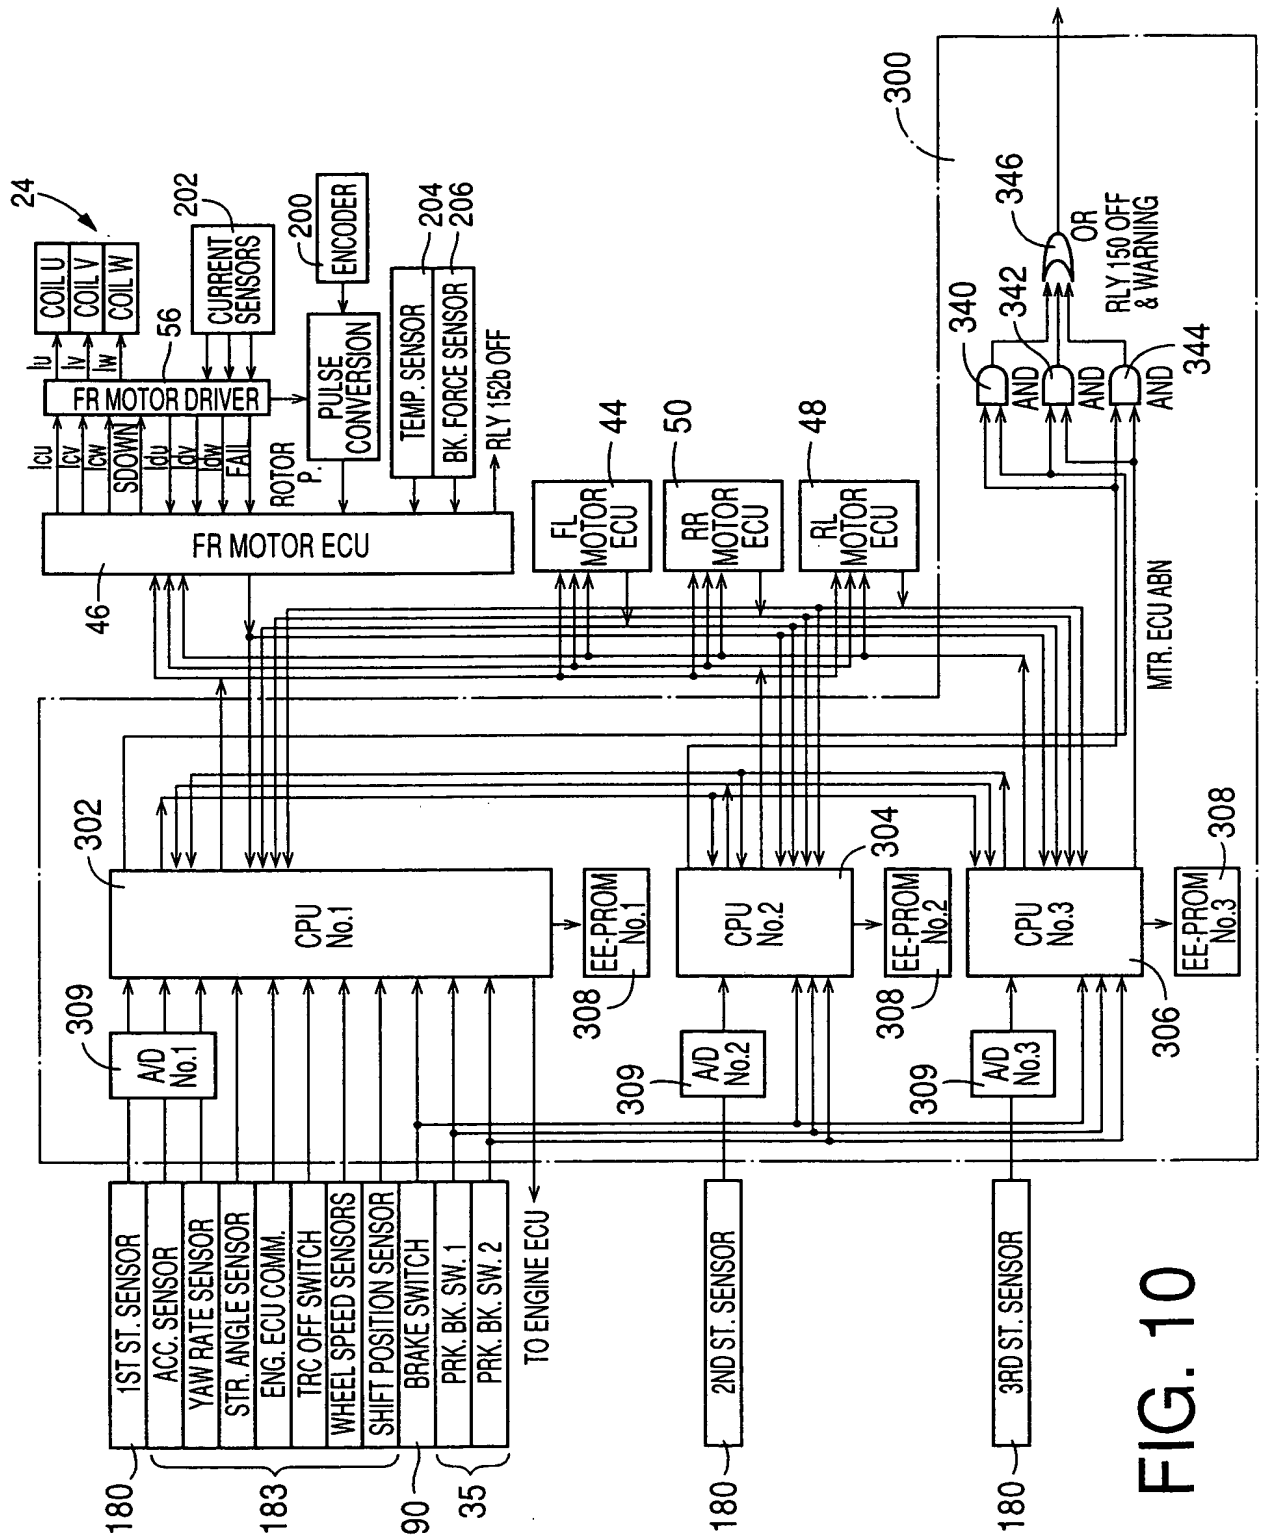 24
COIL U
COIL V
COIL W
Iu
Iv
Iw
202
CURRENT
SENSORS
56
FR MOTOR DRIVER
Icu
Icv
Icw
SDOWN
Idu
Idv
Idw
FAIL
ROTOR
P.
200
ENCODER
PULSE
CONVERSION
204
206
TEMP. SENSOR
BK. FORCE SENSOR
RLY 152b OFF
FR MOTOR ECU
46
FL
MOTOR
ECU
44
RR
MOTOR
ECU
50
RL
MOTOR
ECU
48
300
346
OR
RLY 150 OFF
& WARNING
340
AND
342
AND
344
AND
MTR. ECU ABN
302
CPU
No.1
EE-PROM
No.1
308
304
CPU
No.2
EE-PROM
No.2
308
CPU
No.3
306
EE-PROM
No.3
308
309
A/D
No.1
309
A/D
No.2
309
A/D
No.3
1ST ST. SENSOR
ACC. SENSOR
YAW RATE SENSOR
STR. ANGLE SENSOR
ENG. ECU COMM.
TRC OFF SWITCH
WHEEL SPEED SENSORS
SHIFT POSITION SENSOR
BRAKE SWITCH
PRK. BK. SW. 1
PRK. BK. SW. 2
TO ENGINE ECU
180
183
90
35
2ND ST. SENSOR
180
3RD ST. SENSOR
180
FIG. 10